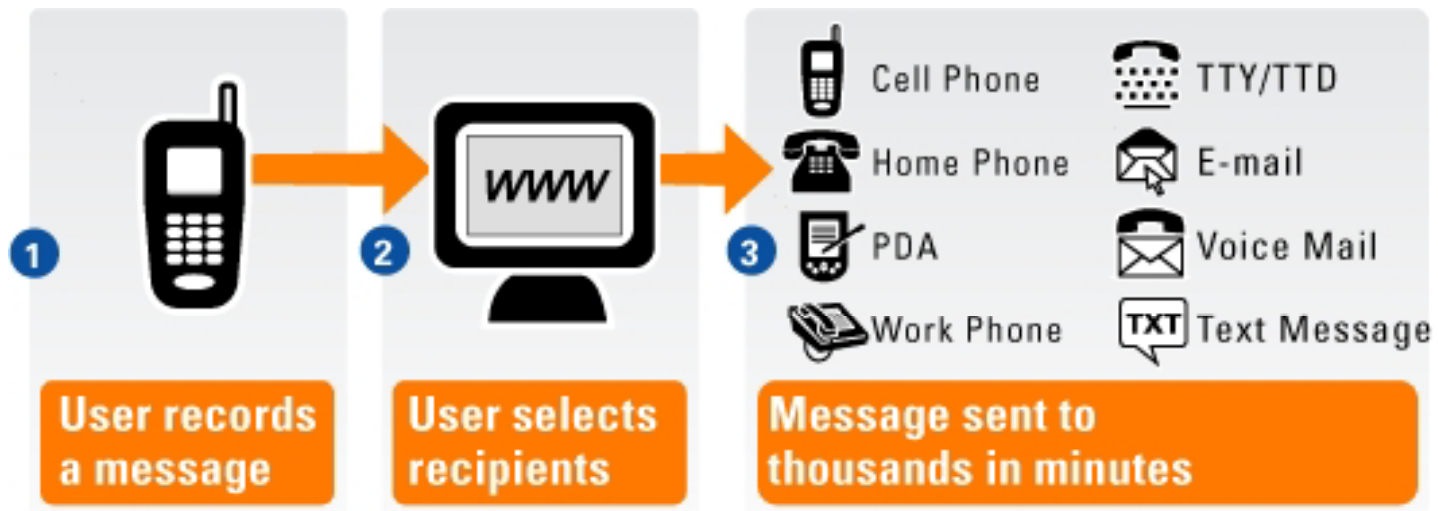 1
User records
a message
2
www
User selects
recipients
3
Cell Phone
Home Phone
PDA
Work Phone
TTY/TTD
E-mail
Voice Mail
TXT
Text Message
Message sent to
thousands in minutes